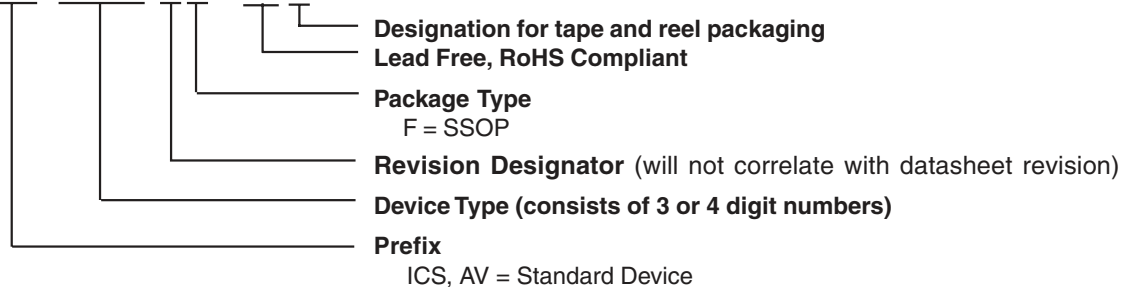 Designation for tape and reel packaging
Lead Free, RoHS Compliant
Package Type
F = SSOP
Revision Designator (will not correlate with datasheet revision)
Device Type (consists of 3 or 4 digit numbers)
Prefix
ICS, AV = Standard Device